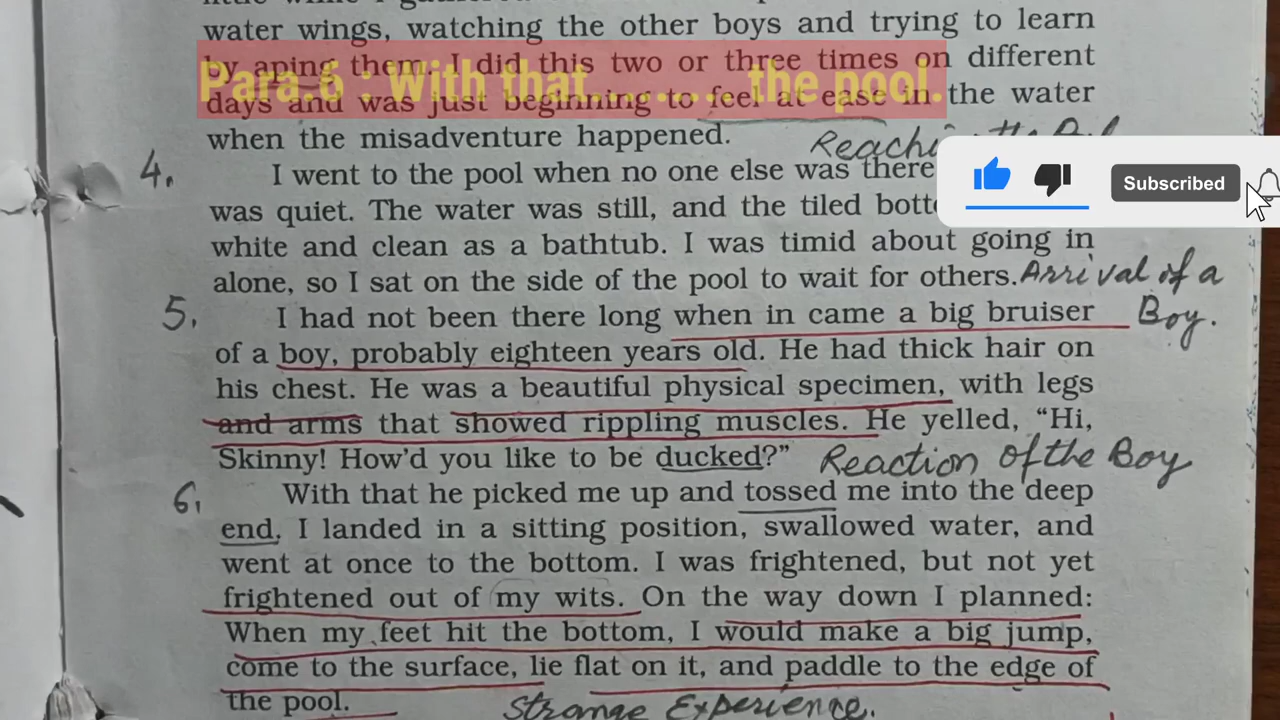 water wings, watching the other boys and trying to learn
by aping them. I did this two or three times on different
Para.6 : With that........ the pool.
days and was just beginning to feel at ease in the water
when the misadventure happened.
4. I went to the pool when no one else was there
Subscribed
was quiet. The water was still, and the tiled
white and clean as a bathtub. I was timid about going in
alone, so I sat on the side of the pool to wait for others. Arrival of a
Boy.
5. I had not been there long when in came a big bruiser
of a boy, probably eighteen years old. He had thick hair on
his chest. He was a beautiful physical specimen, with legs
and arms that showed rippling muscles. He yelled, “Hi,
Skinny! How’d you like to be ducked?” Reaction of the Boy
6. With that he picked me up and tossed me into the deep
end. I landed in a sitting position, swallowed water, and
went at once to the bottom. I was frightened, but not yet
frightened out of my wits. On the way down I planned:
When my feet hit the bottom, I would make a big jump,
come to the surface, lie flat on it, and paddle to the edge of
the pool. Strange Experience.